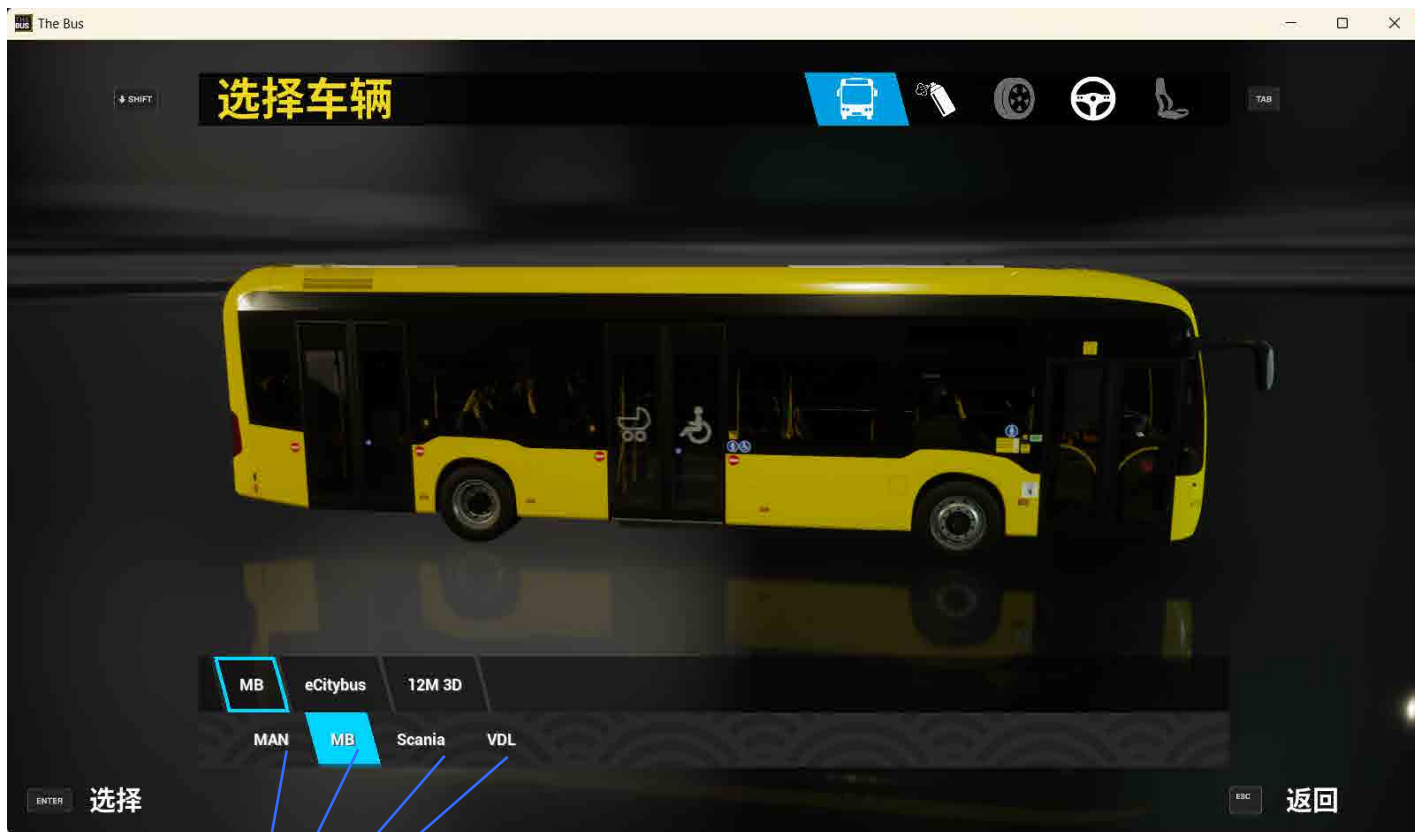 The Bus
SHIFT
选择车辆
TAB
MB eCitybus 12M 3D
MAN MB Scania VDL
ENTER 选择
ESC 返回